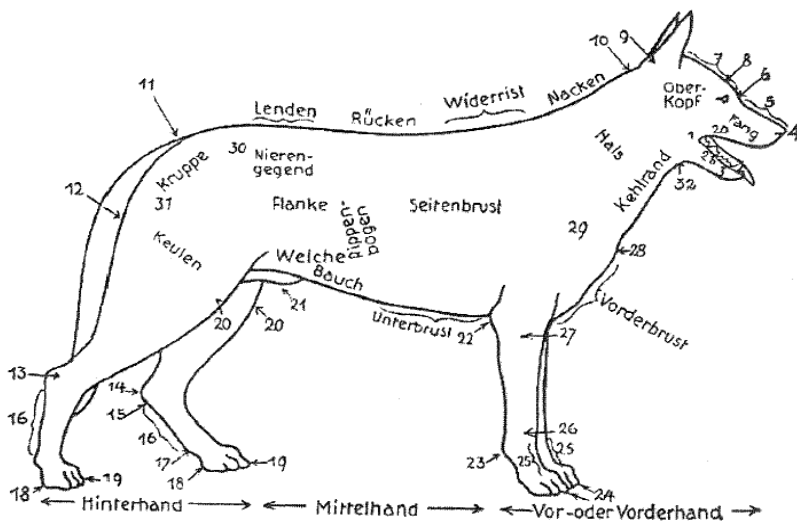 9
10
7
8
6
11
Lenden
Rücken
Widerrist
Nacken
Ober-
Kopf
5
4
Fang
1
20
30
Nieren-
gegend
Hals
Kruppe
Kehlrand
32
12
31
Flanke
Rippen-
bogen
Seitenbrust
29
28
Keulen
Welche
Bauch
21
20
20
Unterbrust
22
Vorderbrust
27
13
14
15
16
16
17
18
19
19
18
23
26
25
25
24
Hinterhand
Mittelhand
Vor-oder Vorderhand